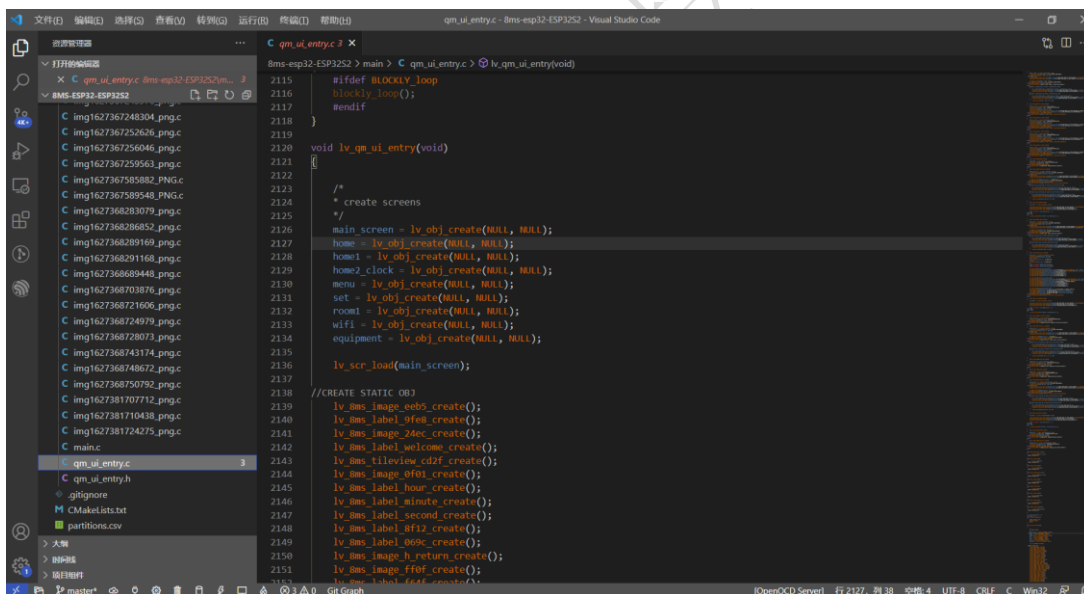 文件(F) 编辑(E) 选择(S) 查看(V) 转到(G) 运行(R) 终端(T) 帮助(H) qm_ui_entry.c - 8ms-esp32-ESP32S2 - Visual Studio Code
资源管理器
打开的编辑器
C qm_ui_entry.c 8ms-esp32-ESP32S2\m... 3
8MS-ESP32-ESP32S2
C img1627367248304_png.c
C img1627367252626_png.c
C img1627367256046_png.c
C img1627367259563_png.c
C img1627367585882_PNG.c
C img1627367589548_PNG.c
C img1627368283079_png.c
C img1627368286852_png.c
C img1627368289169_png.c
C img1627368291168_png.c
C img1627368689448_png.c
C img1627368703876_png.c
C img1627368721606_png.c
C img1627368724979_png.c
C img1627368728073_png.c
C img1627368743174_png.c
C img1627368748672_png.c
C img1627368750792_png.c
C img1627381707712_png.c
C img1627381710438_png.c
C img1627381724275_png.c
C main.c
C qm_ui_entry.c 3
C qm_ui_entry.h
.gitignore
M CMakeLists.txt
partitions.csv
大纲
时间线
项目组件
4K+
1
C qm_ui_entry.c 3
8ms-esp32-ESP32S2 > main > C qm_ui_entry.c > lv_qm_ui_entry(void)
2115 #ifdef BLOCKLY_loop
2116 blockly_loop();
2117 #endif
2118 }
2119
2120 void lv_qm_ui_entry(void)
2121 {
2122
2123 /*
2124 * create screens
2125 */
2126 main_screen = lv_obj_create(NULL, NULL);
2127 home = lv_obj_create(NULL, NULL);
2128 home1 = lv_obj_create(NULL, NULL);
2129 home2_clock = lv_obj_create(NULL, NULL);
2130 menu = lv_obj_create(NULL, NULL);
2131 set = lv_obj_create(NULL, NULL);
2132 room1 = lv_obj_create(NULL, NULL);
2133 wifi = lv_obj_create(NULL, NULL);
2134 equipment = lv_obj_create(NULL, NULL);
2135
2136 lv_scr_load(main_screen);
2137
2138 //CREATE STATIC OBJ
2139 lv_8ms_image_eeb5_create();
2140 lv_8ms_label_9fe8_create();
2141 lv_8ms_image_24ec_create();
2142 lv_8ms_label_welcome_create();
2143 lv_8ms_tileview_cd2f_create();
2144 lv_8ms_image_0f01_create();
2145 lv_8ms_label_hour_create();
2146 lv_8ms_label_minute_create();
2147 lv_8ms_label_second_create();
2148 lv_8ms_label_8f12_create();
2149 lv_8ms_label_069c_create();
2150 lv_8ms_image_h_return_create();
2151 lv_8ms_image_ff0f_create();
2152 lv_8ms_label_f64f_create();
master* 3 0 Git Graph [OpenOCD Server] 行 2127, 列 38 空格: 4 UTF-8 CRLF C Win32